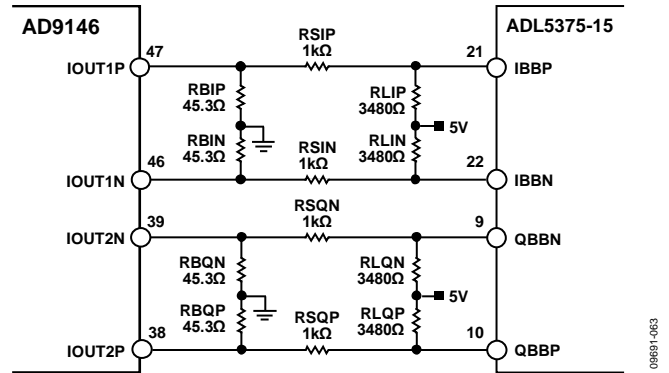 AD9146
ADL5375-15
RSIP
1kΩ
47
21
IOUT1P
IBBP
RBIP
45.3Ω
RLIP
3480Ω
5V
RBIN
45.3Ω
RLIN
3480Ω
RSIN
1kΩ
46
22
IOUT1N
IBBN
RSQN
1kΩ
39
9
IOUT2N
QBBN
RBQN
45.3Ω
RLQN
3480Ω
5V
RBQP
45.3Ω
RSQP
1kΩ
RLQP
3480Ω
38
10
IOUT2P
QBBP
09691-063